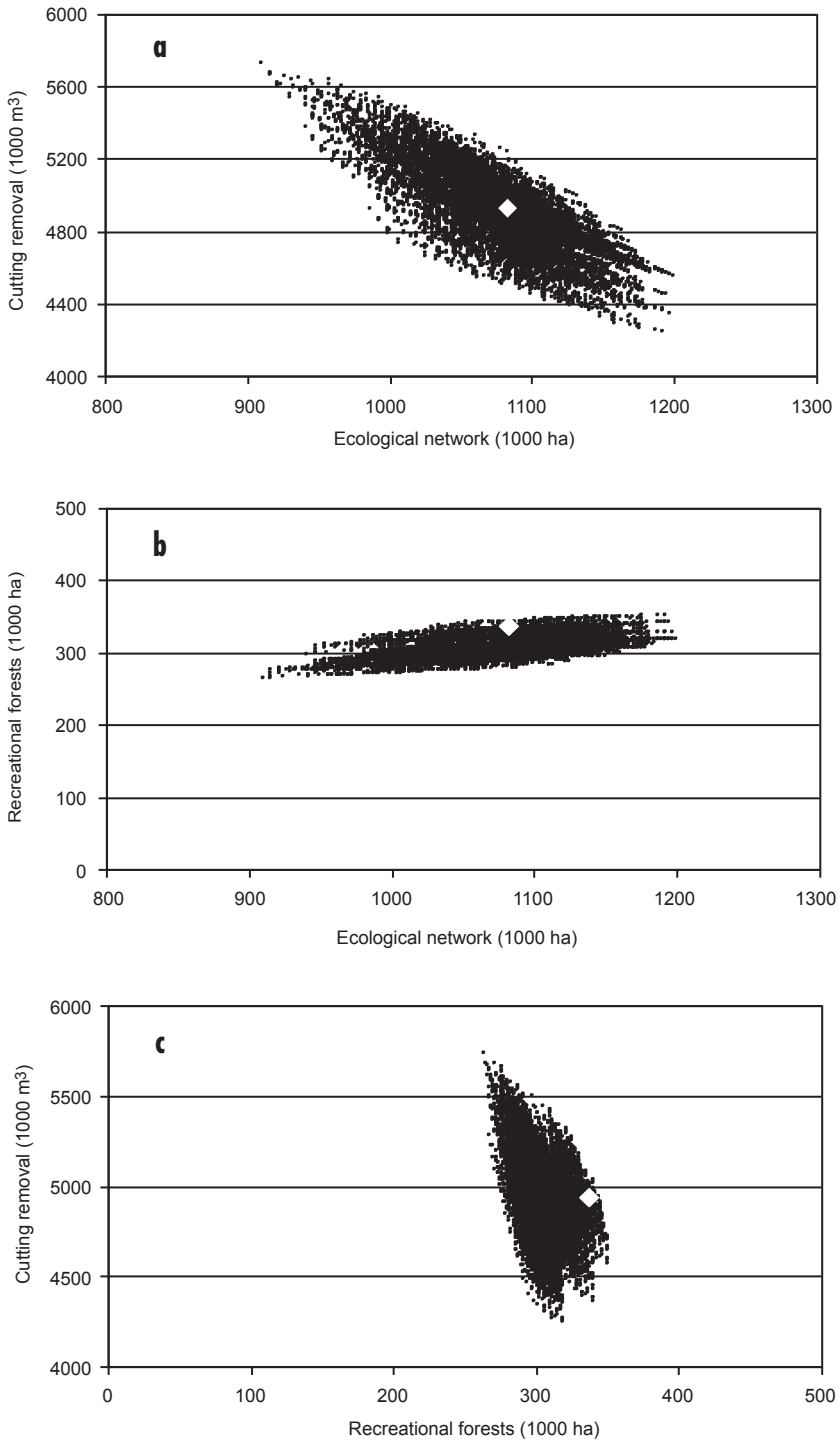 a
6000
5600
5200
4800
4400
4000
Cutting removal (1000 m³)
800 900 1000 1100 1200 1300
Ecological network (1000 ha)
b
500
400
300
200
100
0
Recreational forests (1000 ha)
800 900 1000 1100 1200 1300
Ecological network (1000 ha)
c
6000
5500
5000
4500
4000
Cutting removal (1000 m³)
0 100 200 300 400 500
Recreational forests (1000 ha)